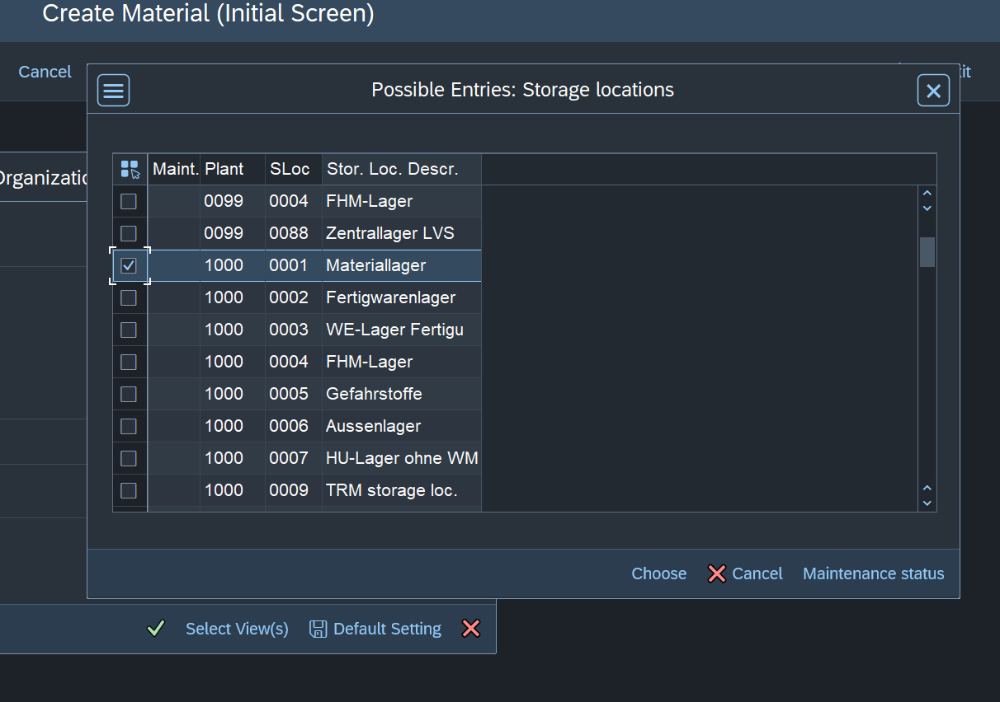 Create Material (Initial Screen)
Cancel
Possible Entries: Storage locations
Maint. Plant SLoc Stor. Loc. Descr.
0099 0004 FHM-Lager
0099 0088 Zentrallager LVS
1000 0001 Materiallager
1000 0002 Fertigwarenlager
1000 0003 WE-Lager Fertigu
1000 0004 FHM-Lager
1000 0005 Gefahrstoffe
1000 0006 Aussenlager
1000 0007 HU-Lager ohne WM
1000 0009 TRM storage loc.
Choose Cancel Maintenance status
Select View(s) Default Setting